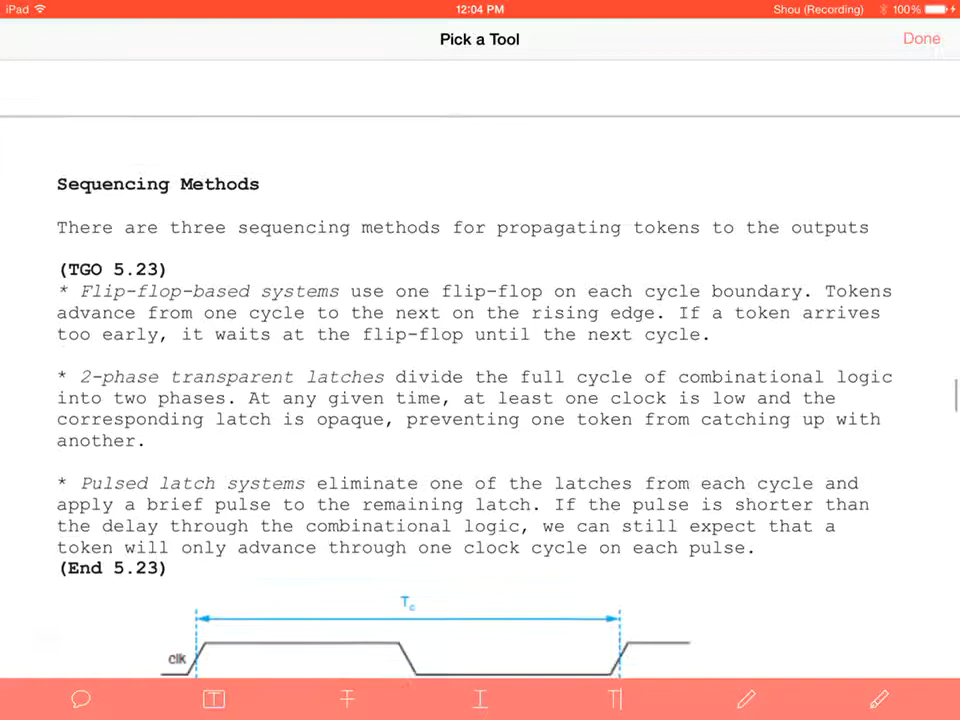 iPad 12:04 PM Shou (Recording) 100%
Pick a Tool Done
Sequencing Methods
There are three sequencing methods for propagating tokens to the outputs
(TGO 5.23)
* Flip-flop-based systems use one flip-flop on each cycle boundary. Tokens
advance from one cycle to the next on the rising edge. If a token arrives
too early, it waits at the flip-flop until the next cycle.
* 2-phase transparent latches divide the full cycle of combinational logic
into two phases. At any given time, at least one clock is low and the
corresponding latch is opaque, preventing one token from catching up with
another.
* Pulsed latch systems eliminate one of the latches from each cycle and
apply a brief pulse to the remaining latch. If the pulse is shorter than
the delay through the combinational logic, we can still expect that a
token will only advance through one clock cycle on each pulse.
(End 5.23)
Tc
clk